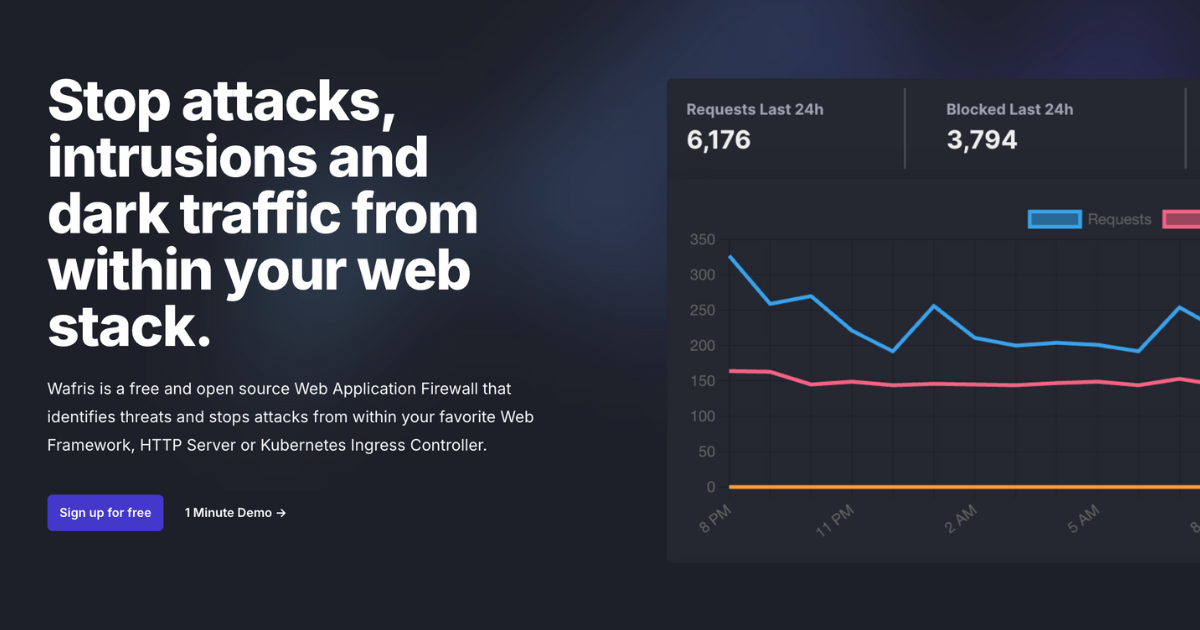 Stop attacks,
intrusions and
dark traffic from
within your web
stack.
Wafris is a free and open source Web Application Firewall that
identifies threats and stops attacks from within your favorite Web
Framework, HTTP Server or Kubernetes Ingress Controller.
Sign up for free
1 Minute Demo →
Requests Last 24h
6,176
Blocked Last 24h
3,794
Requests
350
300
250
200
150
100
50
0
8 PM
11 PM
2 AM
5 AM